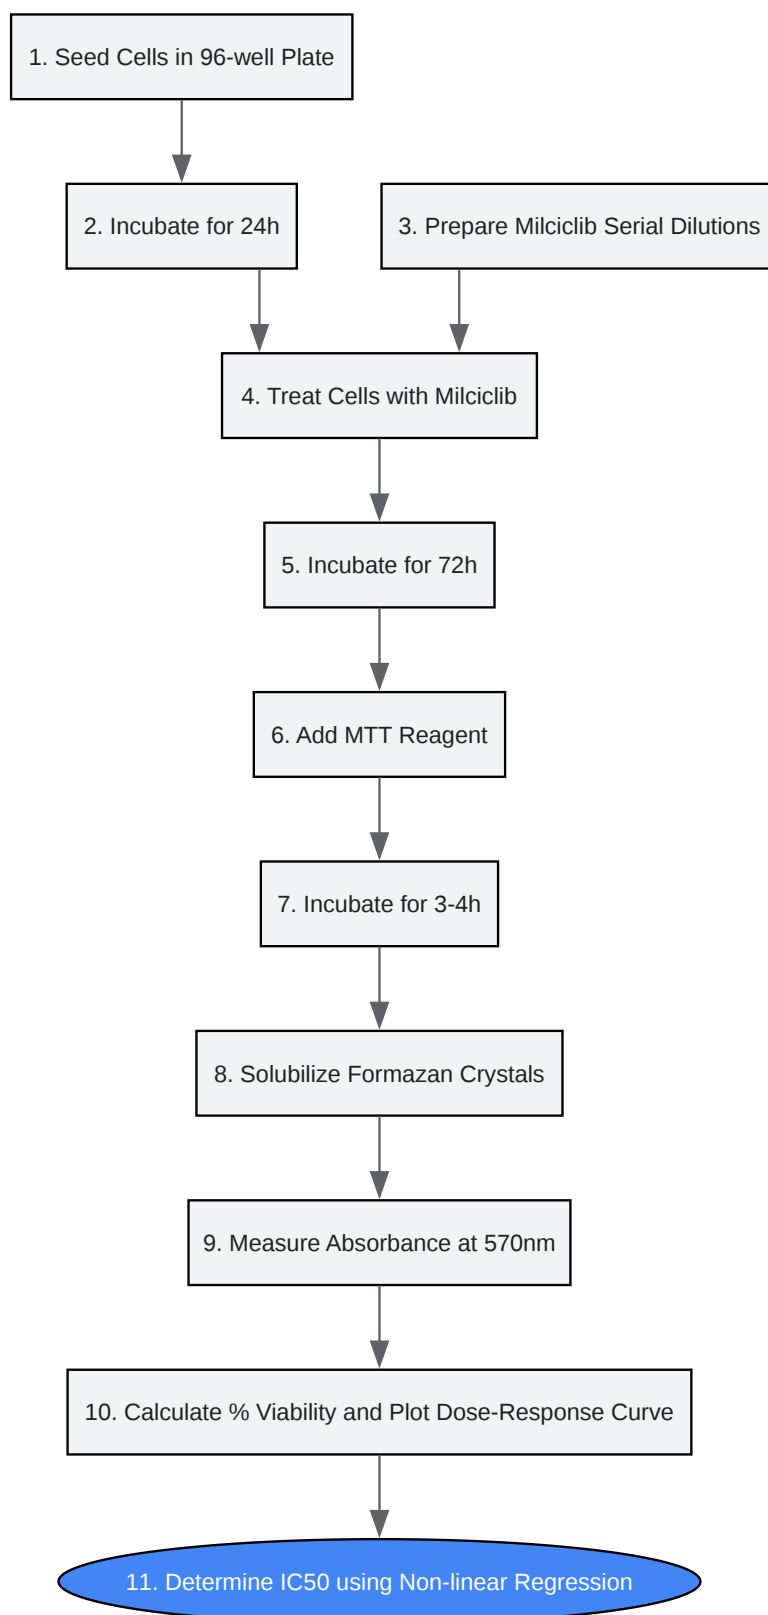 1. Seed Cells in 96-well Plate
2. Incubate for 24h
3. Prepare Milciclib Serial Dilutions
4. Treat Cells with Milciclib
5. Incubate for 72h
6. Add MTT Reagent
7. Incubate for 3-4h
8. Solubilize Formazan Crystals
9. Measure Absorbance at 570nm
10. Calculate % Viability and Plot Dose-Response Curve
11. Determine IC50 using Non-linear Regression